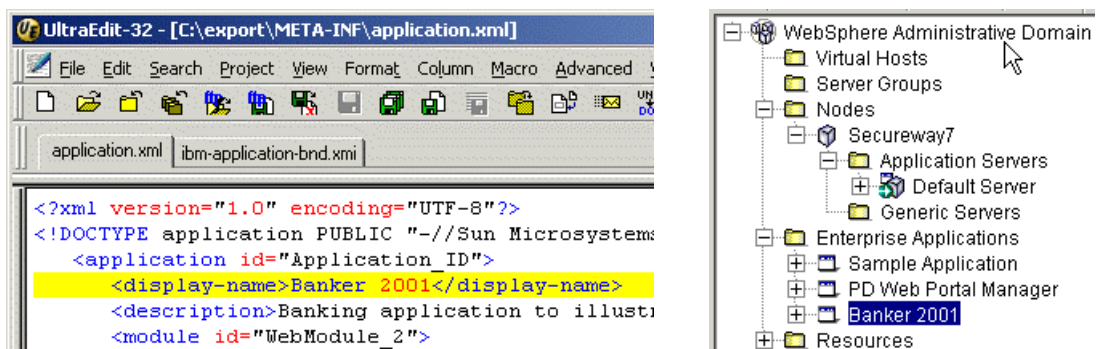 UltraEdit-32 - [C:\export\META-INF\application.xml]
File Edit Search Project View Format Column Macro Advanced
application.xml ibm-application-bnd.xmi
<?xml version="1.0" encoding="UTF-8"?>
<!DOCTYPE application PUBLIC "-//Sun Microsystems
<application id="Application_ID">
<display-name>Banker 2001</display-name>
<description>Banking application to illustr
<module id="WebModule_2">
WebSphere Administrative Domain
Virtual Hosts
Server Groups
Nodes
Secureway7
Application Servers
Default Server
Generic Servers
Enterprise Applications
Sample Application
PD Web Portal Manager
Banker 2001
Resources